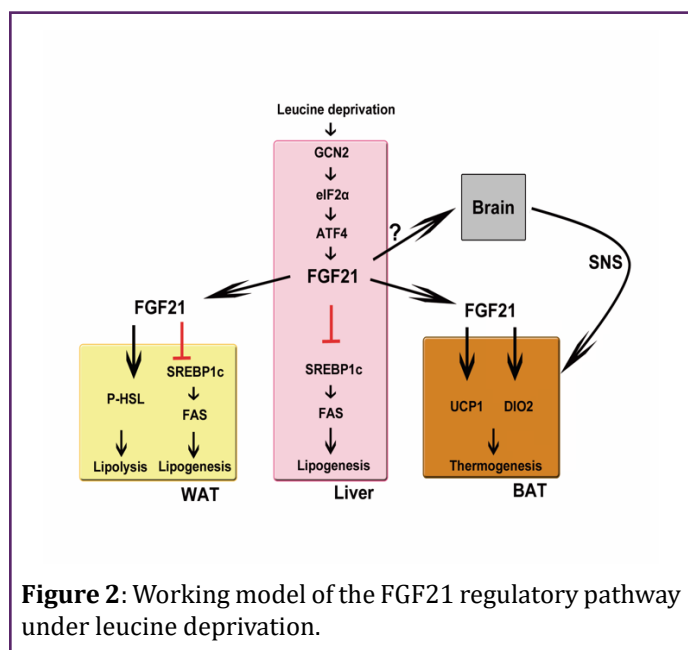 Leucine deprivation
GCN2
eIF2α
ATF4
FGF21
?
Brain
SNS
FGF21
P-HSL
SREBP1c
FAS
Lipolysis
Lipogenesis
WAT
SREBP1c
FAS
Lipogenesis
Liver
FGF21
UCP1
DIO2
Thermogenesis
BAT
Figure 2: Working model of the FGF21 regulatory pathway
under leucine deprivation.